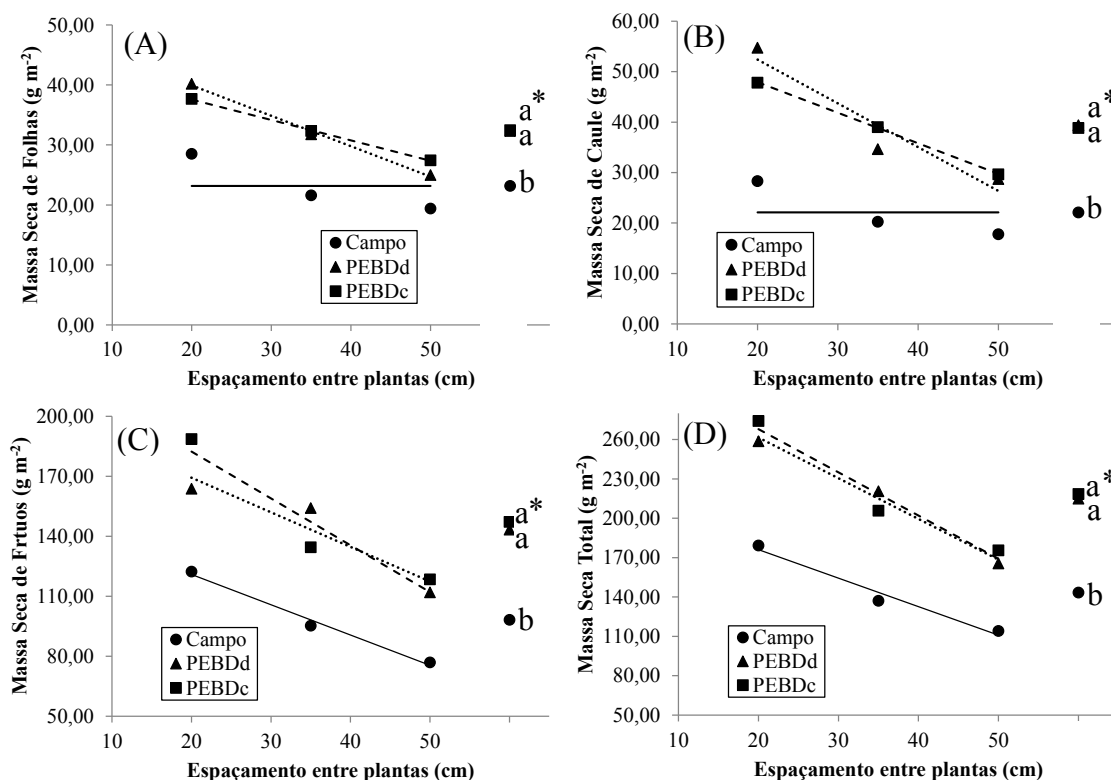 (A)
Massa Seca de Folhas (g m⁻²)
50,00
40,00
30,00
20,00
10,00
0,00
a*
a
b
Campo
PEBDd
PEBDc
10 20 30 40 50
Espaçamento entre plantas (cm)
(B)
Massa Seca de Caule (g m⁻²)
60,00
50,00
40,00
30,00
20,00
10,00
0,00
a*
a
b
Campo
PEBDd
PEBDc
10 20 30 40 50
Espaçamento entre plantas (cm)
(C)
Massa Seca de Frtuos (g m⁻²)
200,00
170,00
140,00
110,00
80,00
50,00
a*
a
b
Campo
PEBDd
PEBDc
10 20 30 40 50
Espaçamento entre plantas (cm)
(D)
Massa Seca Total (g m⁻²)
260,00
230,00
200,00
170,00
140,00
110,00
80,00
50,00
a*
a
b
Campo
PEBDd
PEBDc
10 20 30 40 50
Espaçamento entre plantas (cm)